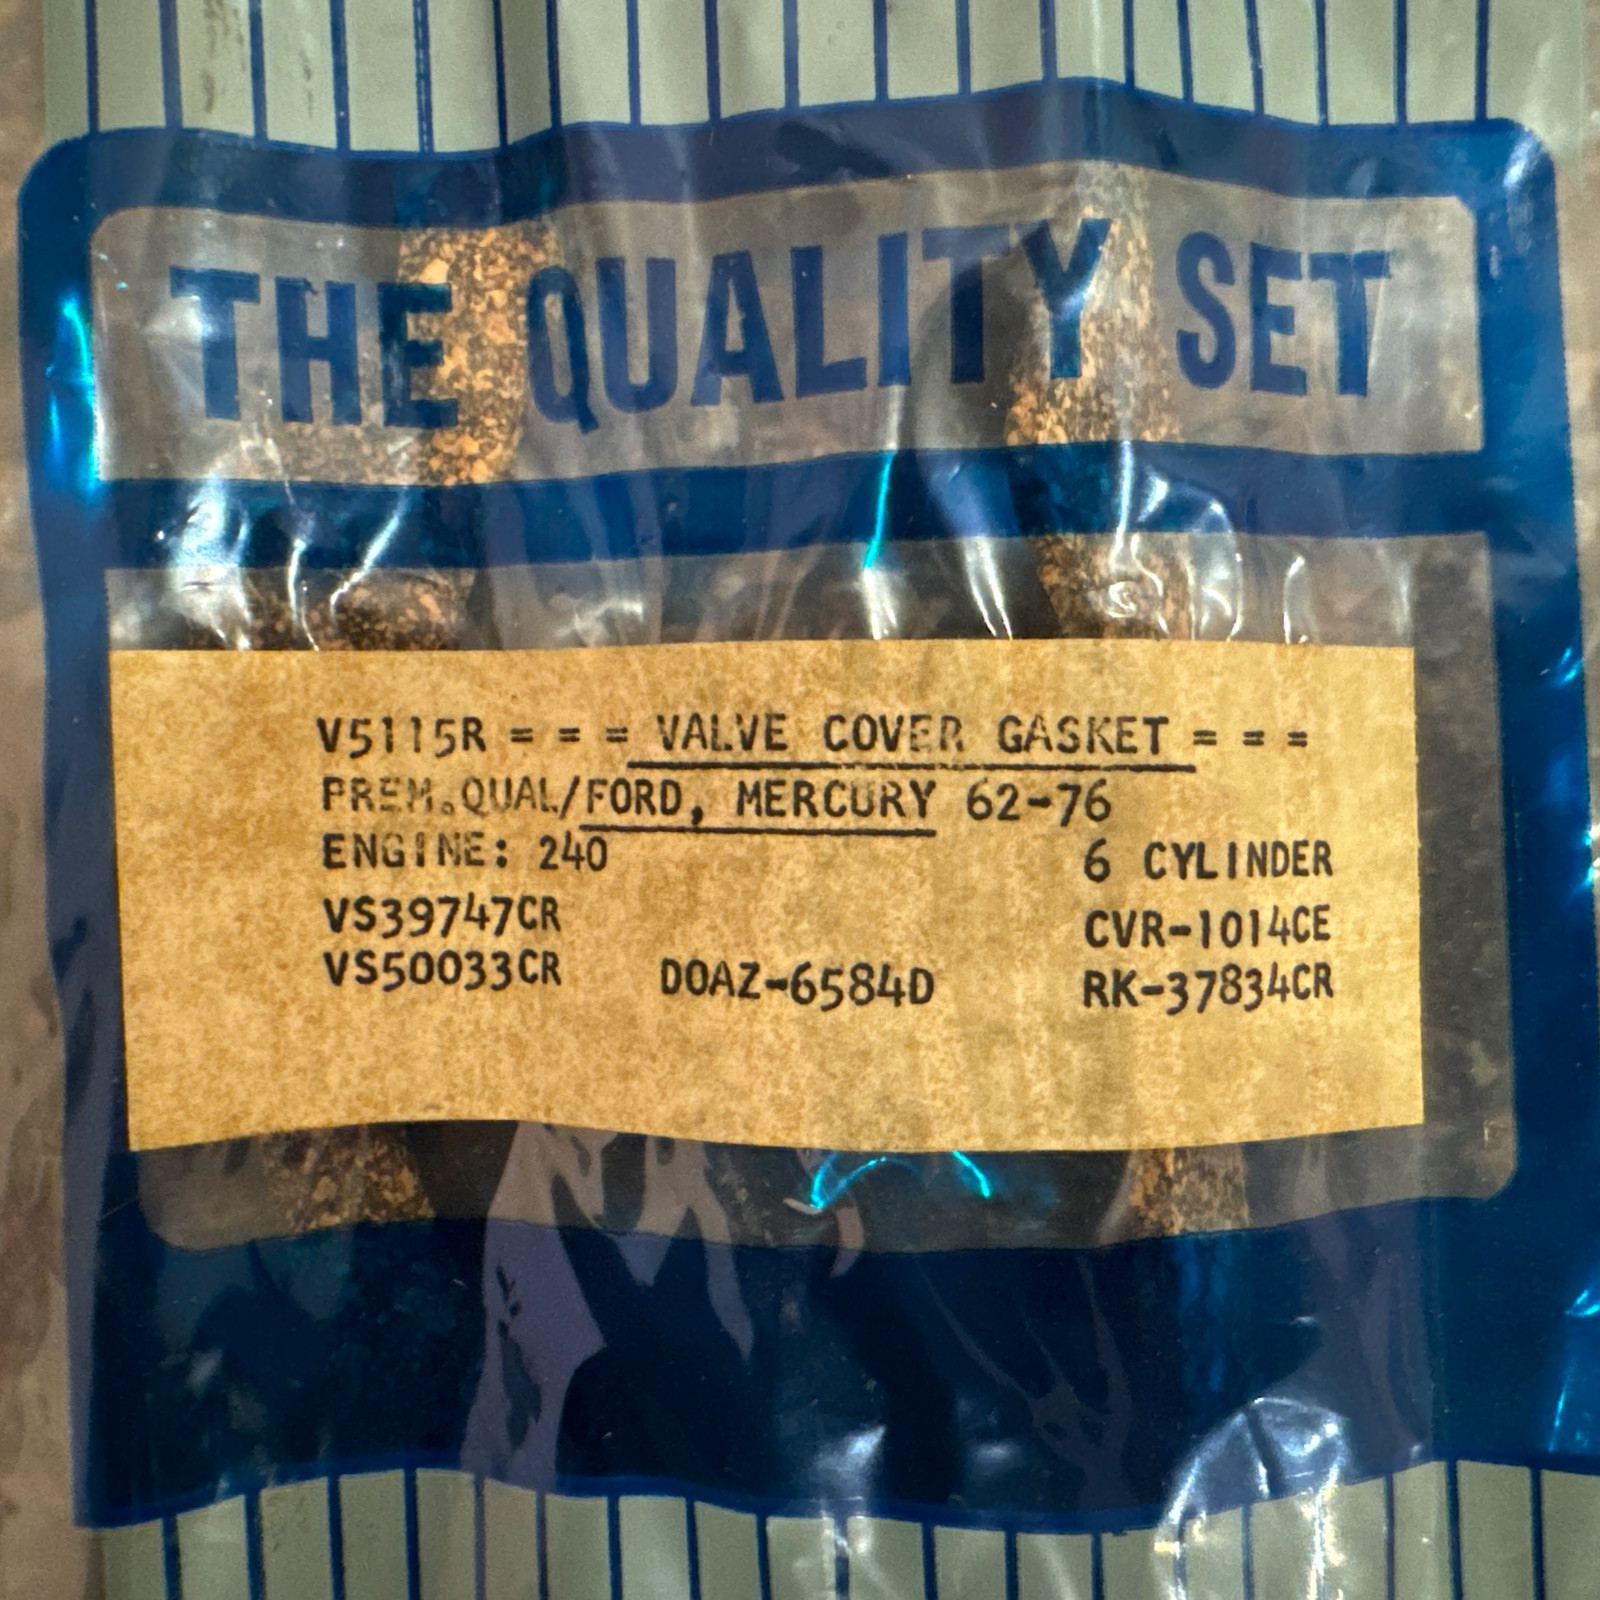 THE QUALITY SET
V5115R = = = VALVE COVER GASKET = = =
PREM.QUAL/FORD, MERCURY 62-76
ENGINE: 240 6 CYLINDER
VS39747CR CVR-1014CE
VS50033CR DOAZ-6584D RK-37834CR